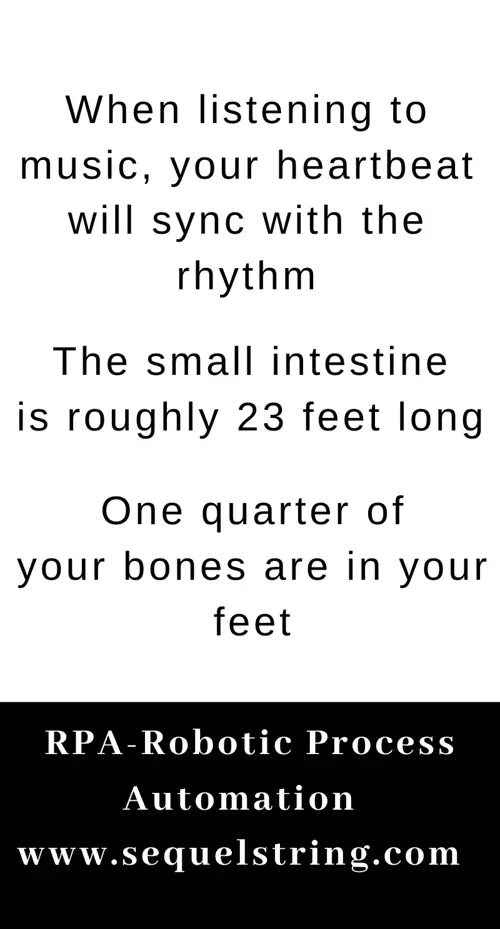 When listening to
music, your heartbeat
will sync with the
rhythm
The small intestine
is roughly 23 feet long
One quarter of
your bones are in your
feet
RPA-Robotic Process
Automation
www.sequelstring.com